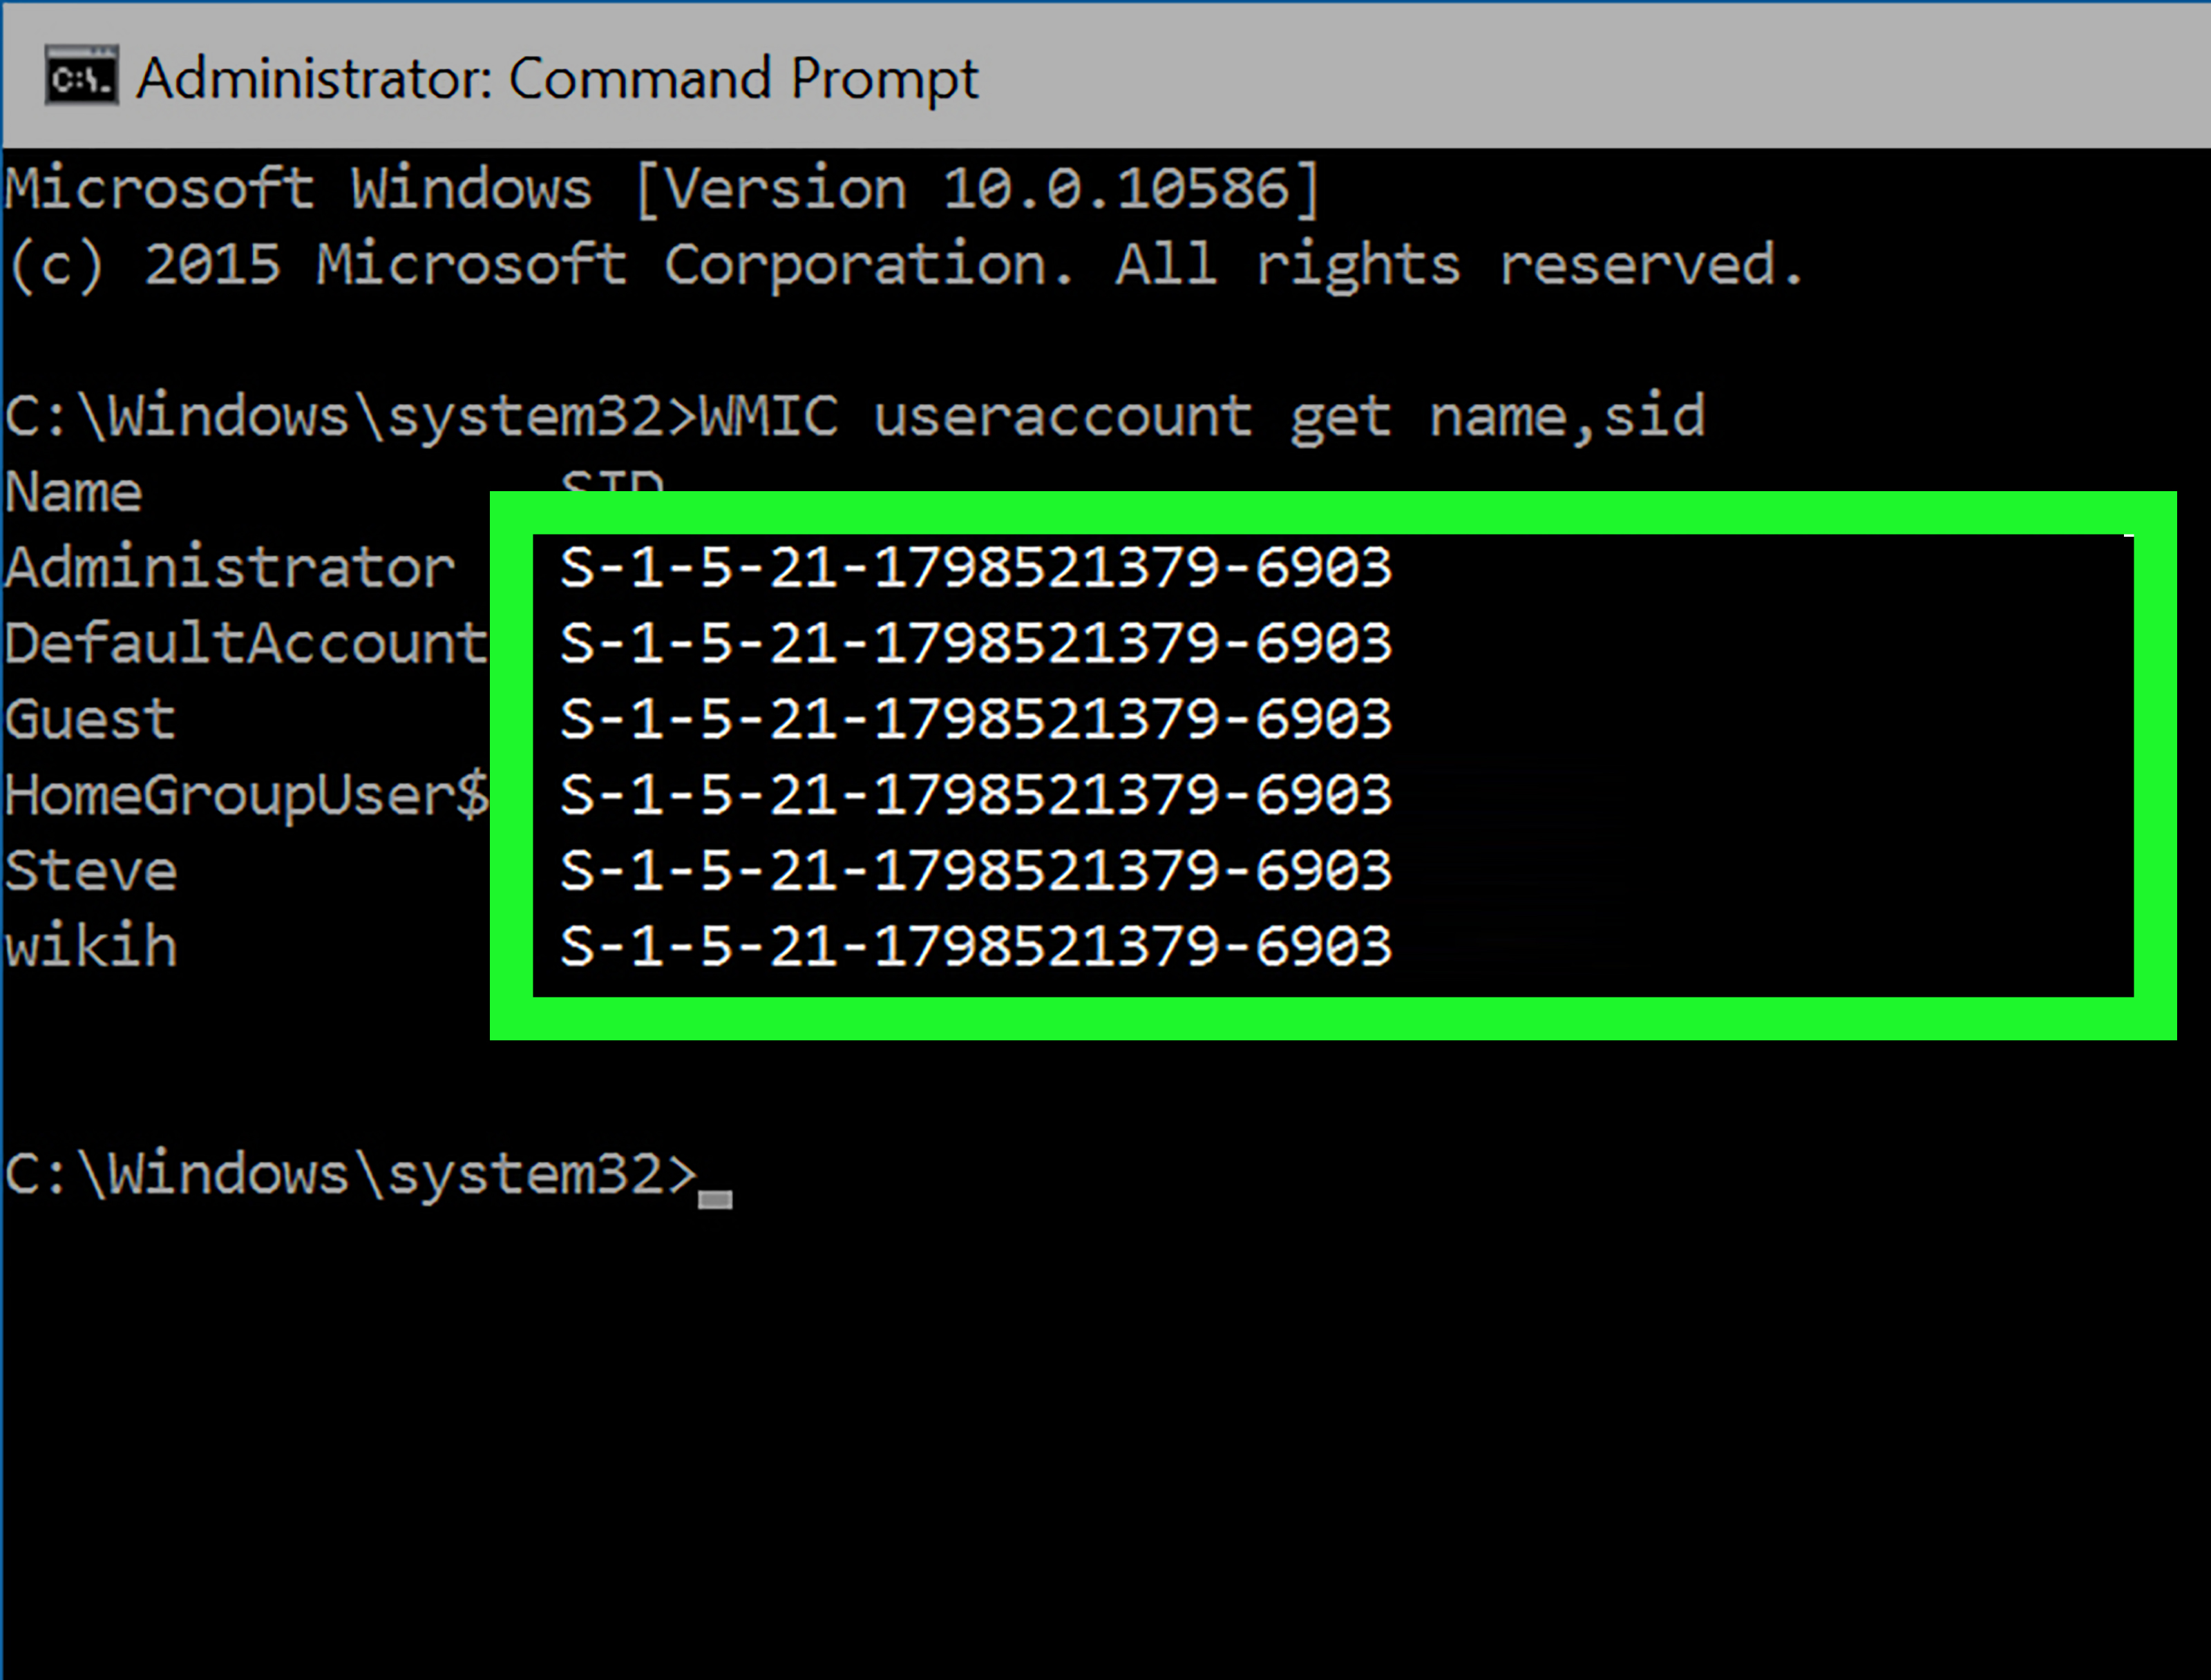 C:\. Administrator: Command Prompt
Microsoft Windows [Version 10.0.10586]
(c) 2015 Microsoft Corporation. All rights reserved.
C:\Windows\system32>WMIC useraccount get name,sid
Name SID
Administrator S-1-5-21-1798521379-6903
DefaultAccount S-1-5-21-1798521379-6903
Guest S-1-5-21-1798521379-6903
HomeGroupUser$ S-1-5-21-1798521379-6903
Steve S-1-5-21-1798521379-6903
wikih S-1-5-21-1798521379-6903
C:\Windows\system32>